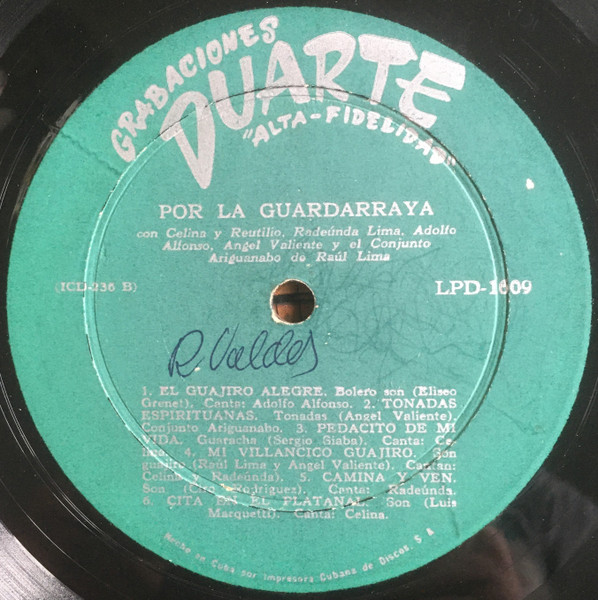 GRABACIONES
DUARTE
"ALTA-FIDELIDAD"
POR LA GUARDARRAYA
con Celina y Reutilio, Radeúnda Lima, Adolfo
Alfonso, Angel Valiente y el Conjunto
Ariguanabo de Raúl Lima
(ICD-236 B)
LPD-1609
R. Valdes
1. EL GUAJIRO ALEGRE. Bolero son (Eliseo
Grenet). Canta: Adolfo Alfonso. 2. TONADAS
ESPIRITUANAS. Tonadas (Angel Valiente).
Conjunto Ariguanabo. 3. PEDACITO DE MI
VIDA. Guaracha (Sergio Siaba). Canta: Ce-
lina. 4. MI VILLANCICO GUAJIRO. Son
guajiro (Raúl Lima y Angel Valiente). Cantan:
Celina y Radeúnda). 5. CAMINA Y VEN.
Son Rodríguez). Canta: Radeúnda.
6. CITA EN EL PLATANAL. Son (Luis
Marquetti). Canta: Celina.
Hecho en Cuba por Impresora Cubana de Discos, S A